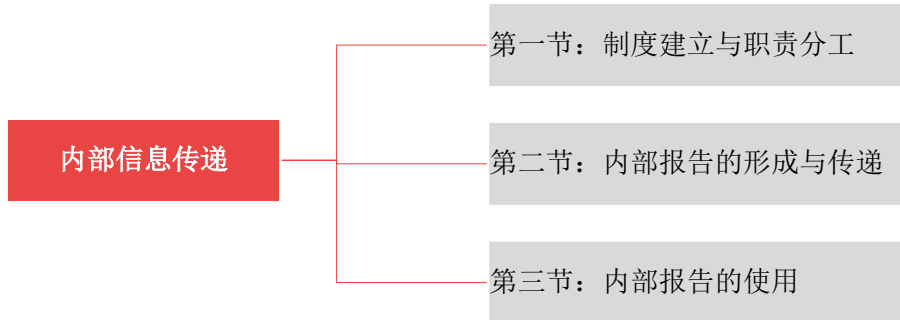 内部信息传递
第一节：制度建立与职责分工
第二节：内部报告的形成与传递
第三节：内部报告的使用